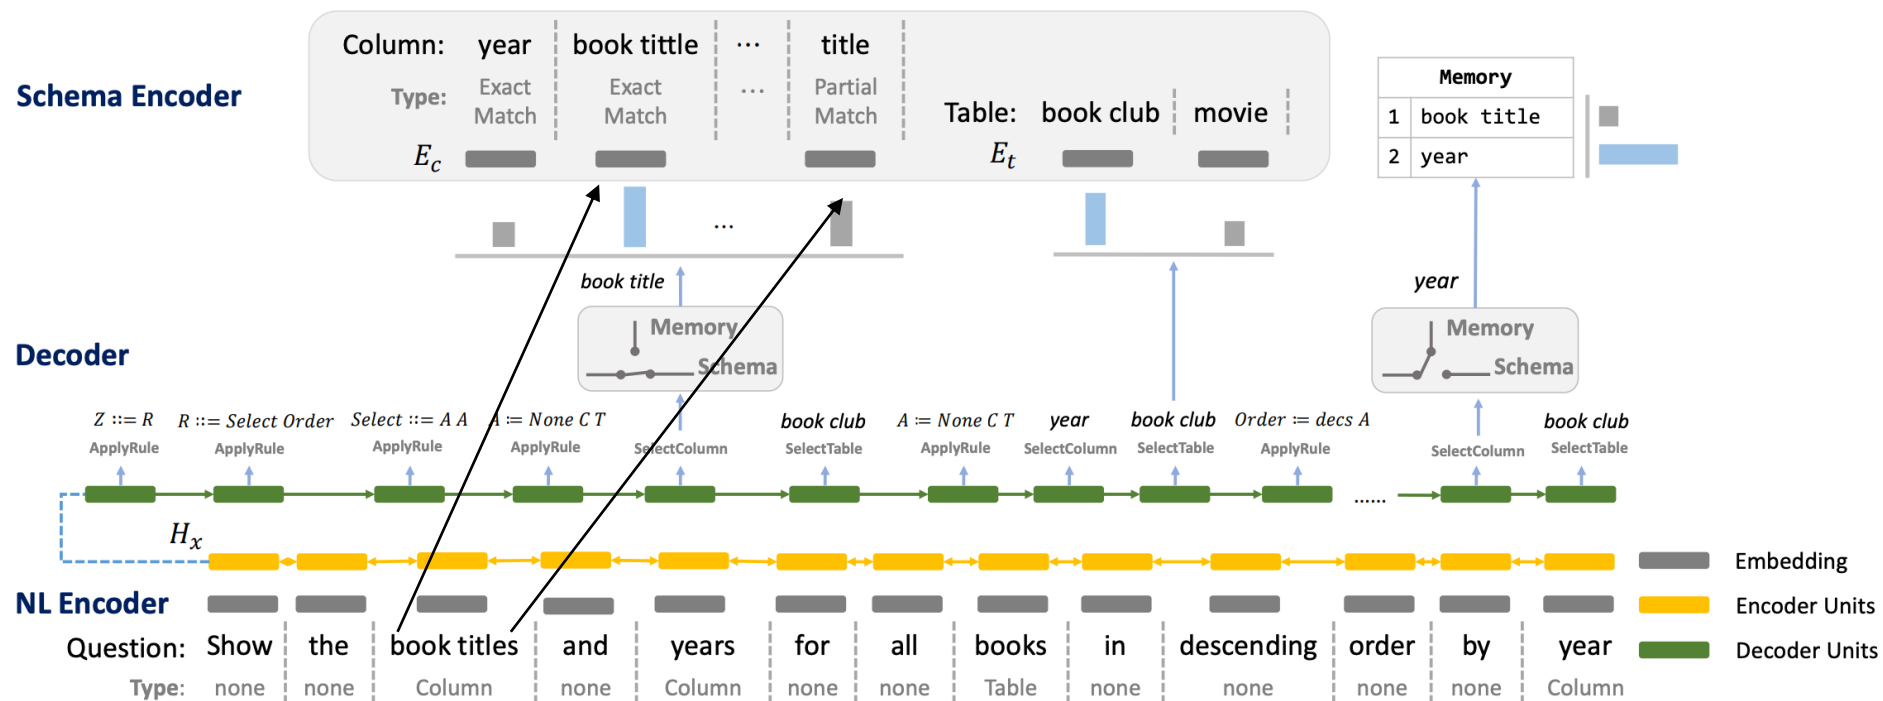 Schema Encoder
Column: year book tittle ... title
Type: Exact Match Exact Match ... Partial Match
E_c
Table: book club movie
E_t
Memory
1 book title
2 year
...
book title
year
Decoder
Memory
Schema
Memory
Schema
Z ::= R
R ::= Select Order
Select ::= A A
A := None C T
book club
A := None C T
year
book club
Order := decs A
book club
ApplyRule ApplyRule ApplyRule ApplyRule SelectColumn SelectTable ApplyRule SelectColumn SelectTable ApplyRule SelectColumn SelectTable
......
H_x
NL Encoder
Question: Show the book titles and years for all books in descending order by year
Type: none none Column none Column none none Table none none none none Column
Embedding
Encoder Units
Decoder Units